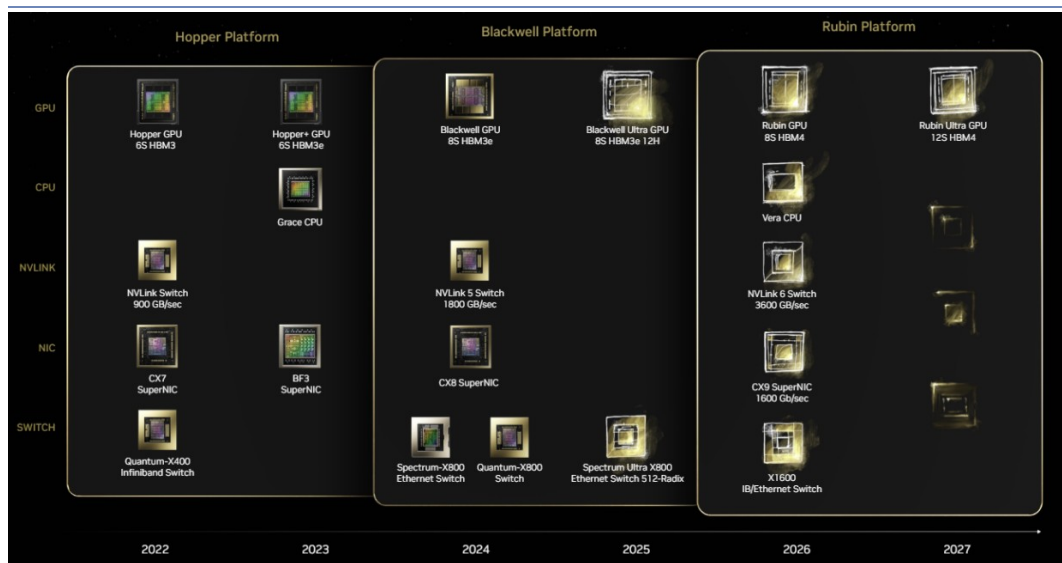 Hopper Platform
Blackwell Platform
Rubin Platform
GPU
Hopper GPU
6S HBM3
Hopper+ GPU
6S HBM3e
Blackwell GPU
8S HBM3e
Blackwell Ultra GPU
8S HBM3e 12H
Rubin GPU
8S HBM4
Rubin Ultra GPU
12S HBM4
CPU
Grace CPU
Vera CPU
NVLINK
NVLink Switch
900 GB/sec
NVLink 5 Switch
1800 GB/sec
NVLink 6 Switch
3600 GB/sec
NIC
CX7
SuperNIC
BF3
SuperNIC
CX8 SuperNIC
CX9 SuperNIC
1600 Gb/sec
SWITCH
Quantum-X400
Infiniband Switch
Spectrum-X800
Ethernet Switch
Quantum-X800
Switch
Spectrum Ultra X800
Ethernet Switch 512-Radix
X1600
IB/Ethernet Switch
2022
2023
2024
2025
2026
2027